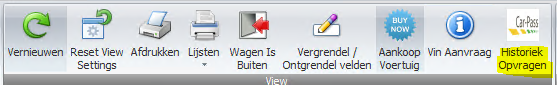 BUY
NOW
Car-Pass
Vernieuwen
Reset View
Settings
Afdrukken
Lijsten
Wagen Is
Buiten
Vergrendel /
Ontgrendel velden
Aankoop
Voertuig
Vin Aanvraag
Historiek
Opvragen
View